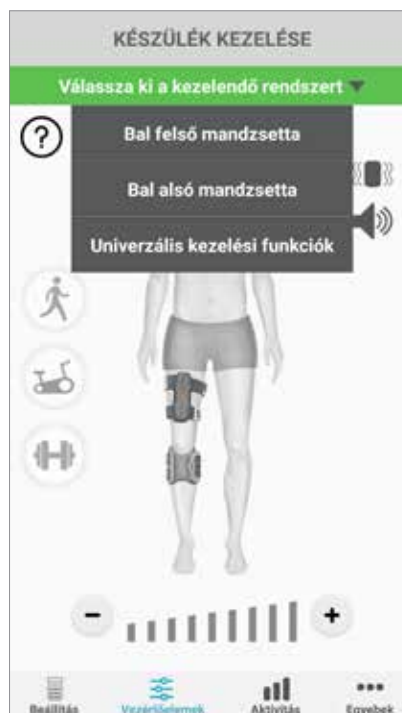 KÉSZÜLÉK KEZELÉSE
Válassza ki a kezelendő rendszert
?
Bal felső mandzsetta
Bal alsó mandzsetta
Univerzális kezelési funkciók
- +
Beállítás Vezérlőelemek Aktivitás Egyebek